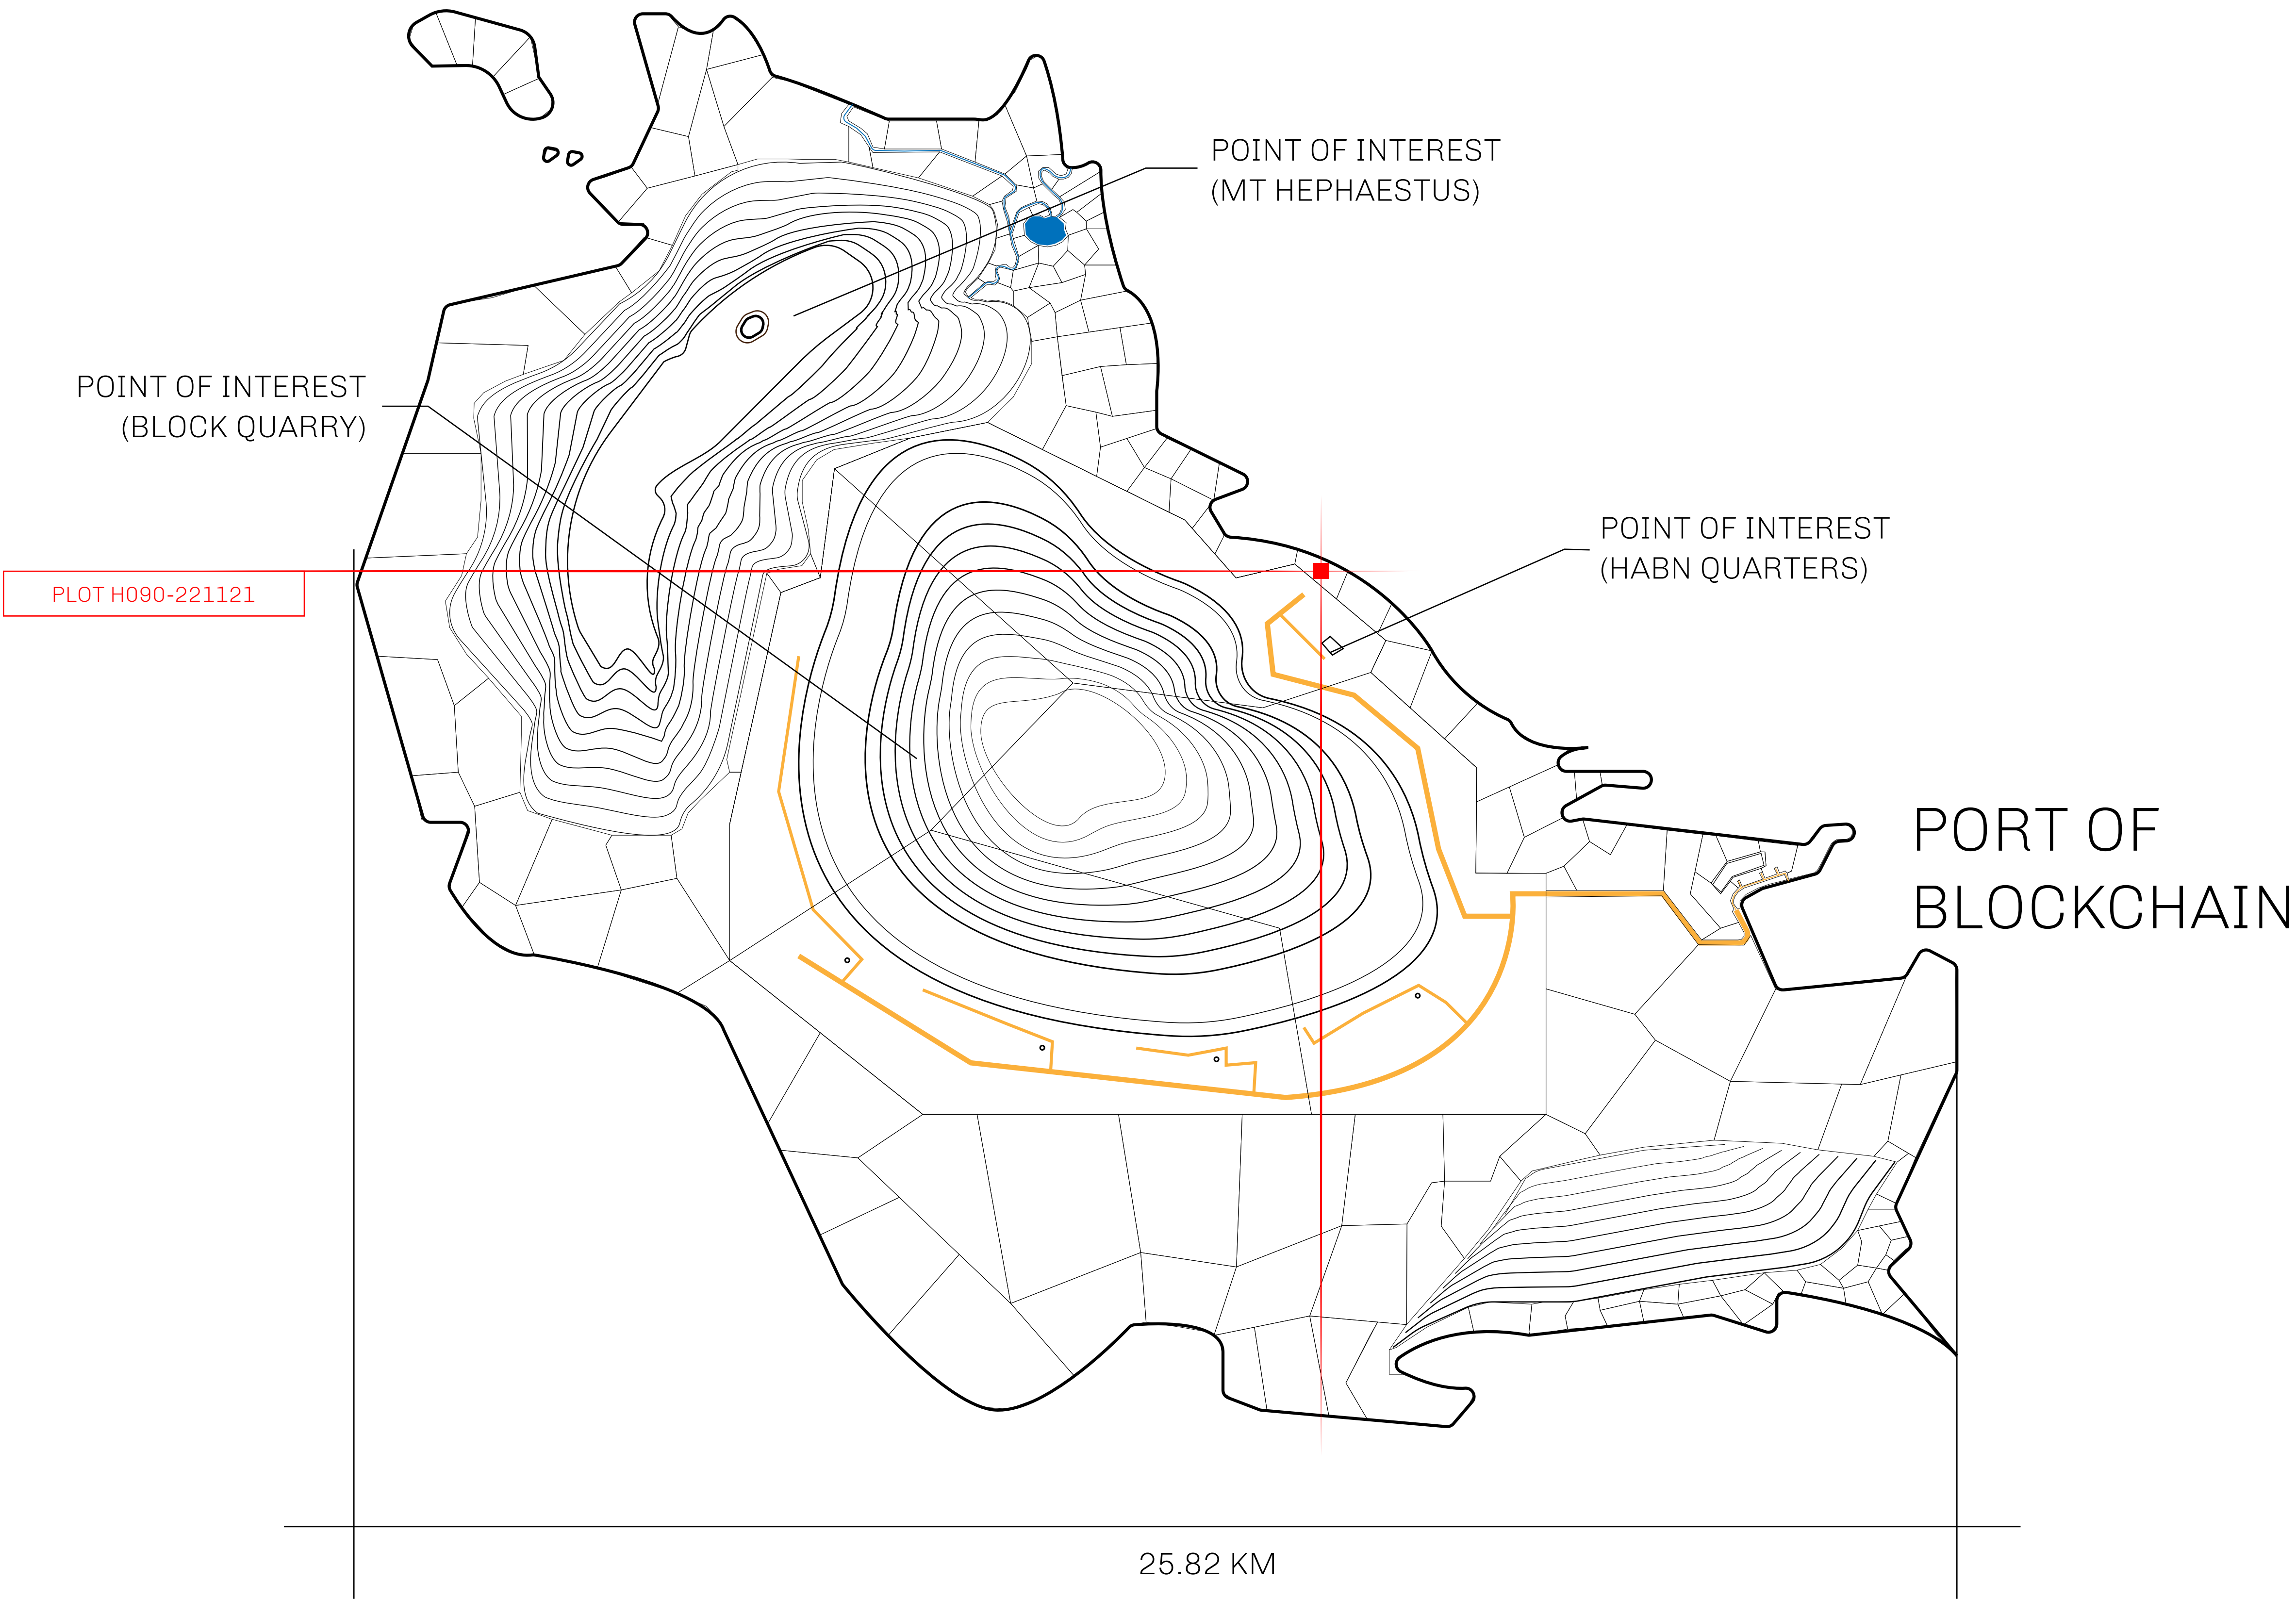 POINT OF INTEREST
(MT HEPHAESTUS)
POINT OF INTEREST
(BLOCK QUARRY)
POINT OF INTEREST
(HABN QUARTERS)
PLOT H090-221121
PORT OF
BLOCKCHAIN
25.82 KM